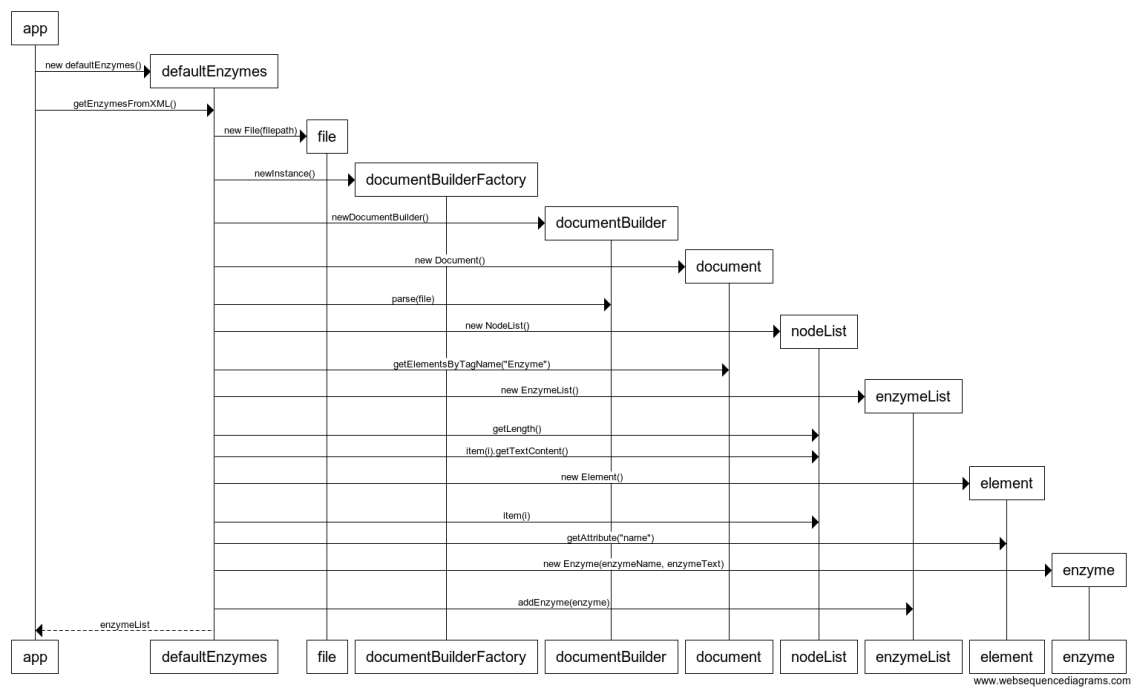 app
new defaultEnzymes()
defaultEnzymes
getEnzymesFromXML()
new File(filepath)
file
newInstance()
documentBuilderFactory
newDocumentBuilder()
documentBuilder
new Document()
document
parse(file)
new NodeList()
nodeList
getElementsByTagName("Enzyme")
new EnzymeList()
enzymeList
getLength()
item(i).getTextContent()
new Element()
element
item(i)
getAttribute("name")
new Enzyme(enzymeName, enzymeText)
enzyme
addEnzyme(enzyme)
enzymeList
app defaultEnzymes file documentBuilderFactory documentBuilder document nodeList enzymeList element enzyme
www.websequencediagrams.com